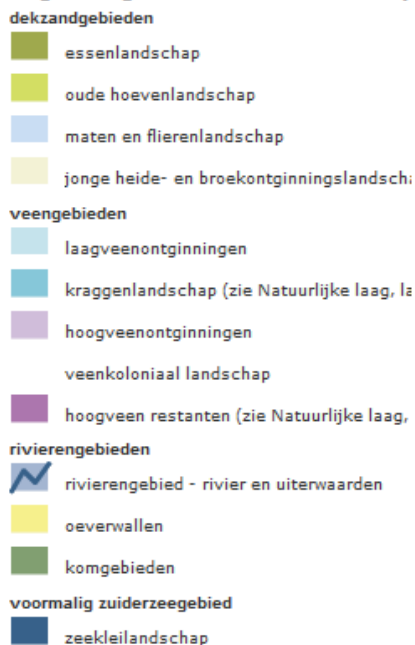 dekzandgebieden
essenlandschap
oude hoevenlandschap
maten en flierenlandschap
jonge heide- en broekontginningslandscha
veengebieden
laagveenontginningen
kraggenlandschap (zie Natuurlijke laag, la
hoogveenontginningen
veenkoloniaal landschap
hoogveen restanten (zie Natuurlijke laag,
rivierengebieden
rivierengebied - rivier en uiterwaarden
oeverwallen
komgebieden
voormalig zuiderzeegebied
zeekleilandschap